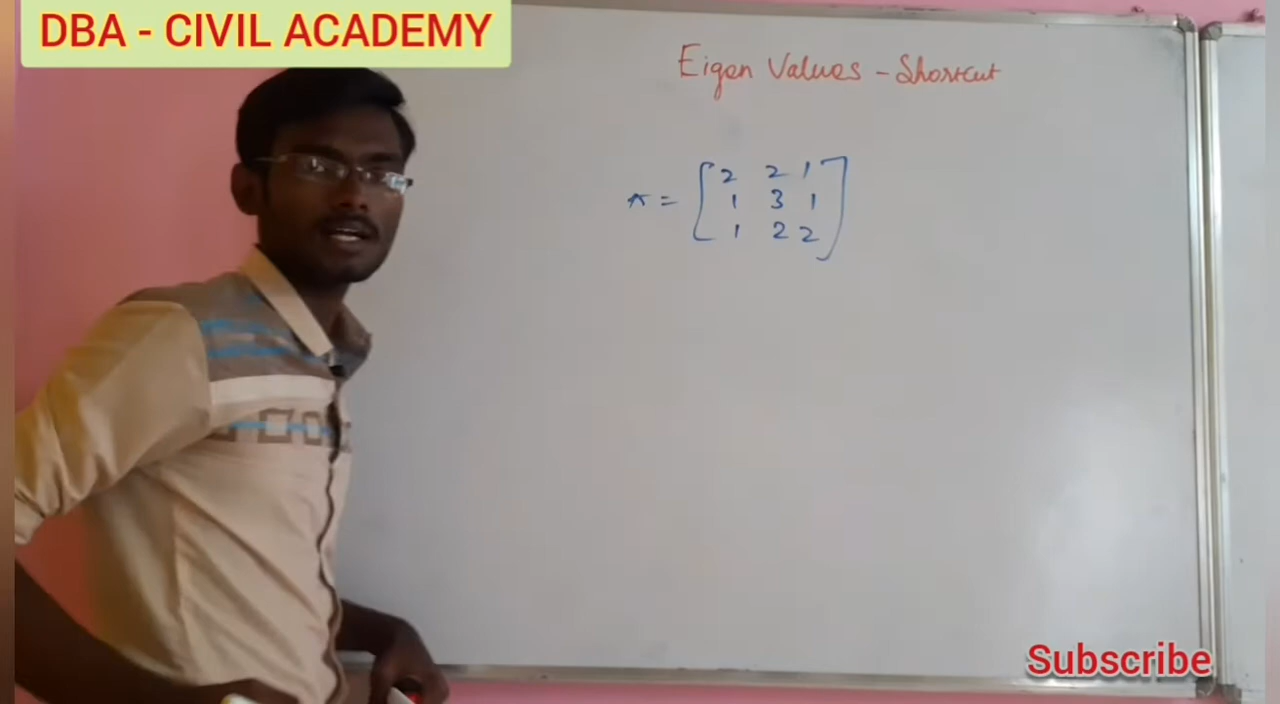 DBA - CIVIL ACADEMY
Eigen Values - Shortcut
A = [2 2 1
1 3 1
1 2 2]
Subscribe